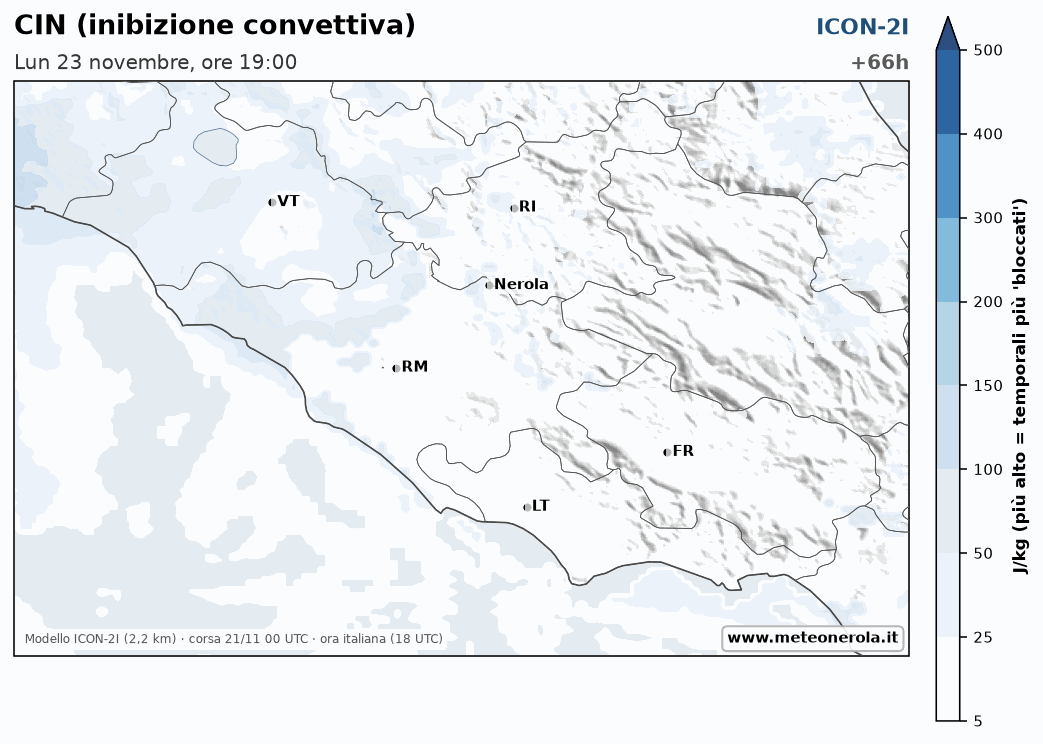 CIN (inibizione convettiva)
ICON-2I
Lun 23 novembre, ore 19:00
+66h
VT
RI
Nerola
RM
FR
LT
Modello ICON-2I (2,2 km) · corsa 21/11 00 UTC · ora italiana (18 UTC)
www.meteonerola.it
500
400
300
200
150
100
50
25
5
J/kg (più alto = temporali più 'bloccati')